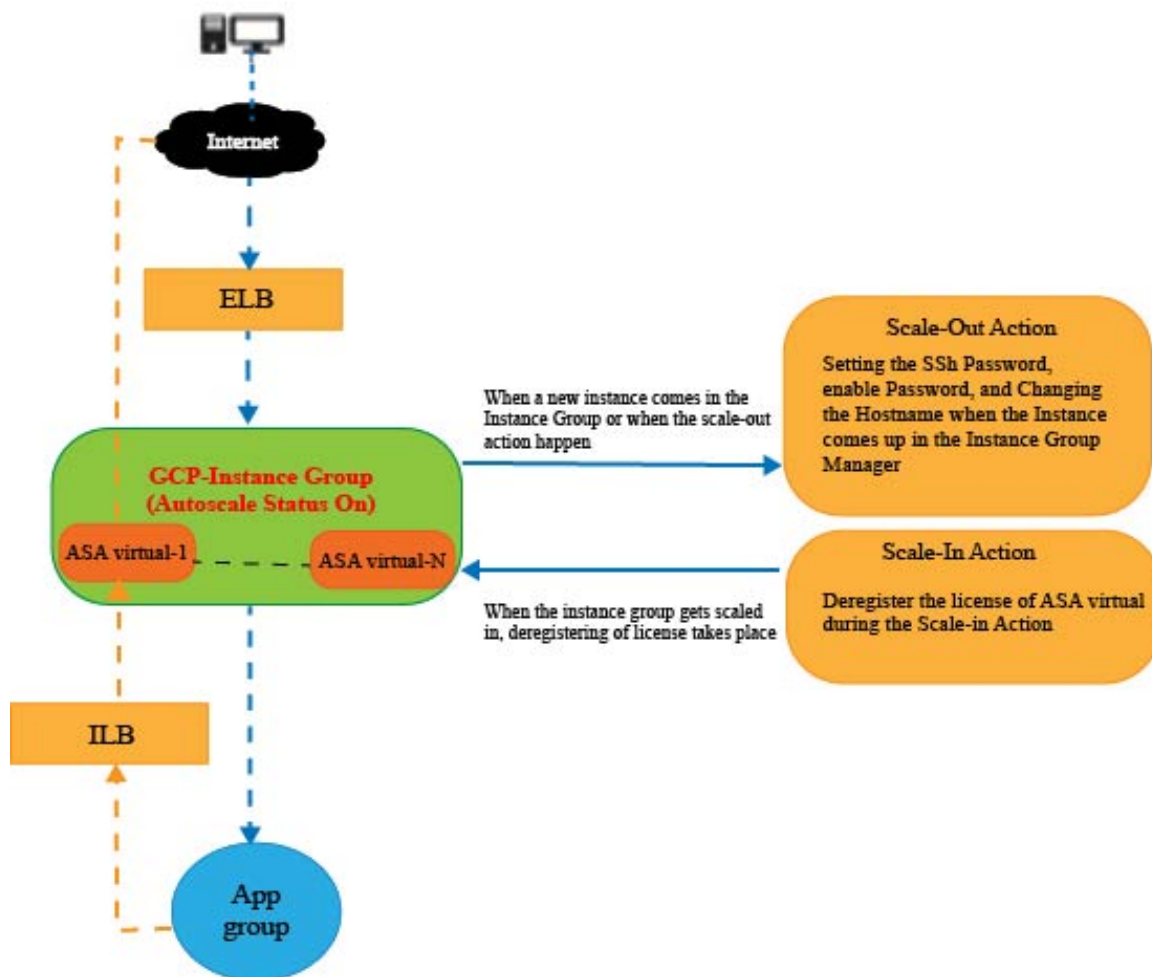 Internet
ELB
GCP-Instance Group
(Autoscale Status On)
ASA virtual-1
ASA virtual-N
When a new instance comes in the
Instance Group or when the scale-out
action happen
Scale-Out Action
Setting the SSh Password,
enable Password, and Changing
the Hostname when the Instance
comes up in the Instance Group
Manager
When the instance group gets scaled
in, deregistering of license takes place
Scale-In Action
Deregister the license of ASA virtual
during the Scale-in Action
ILB
App
group